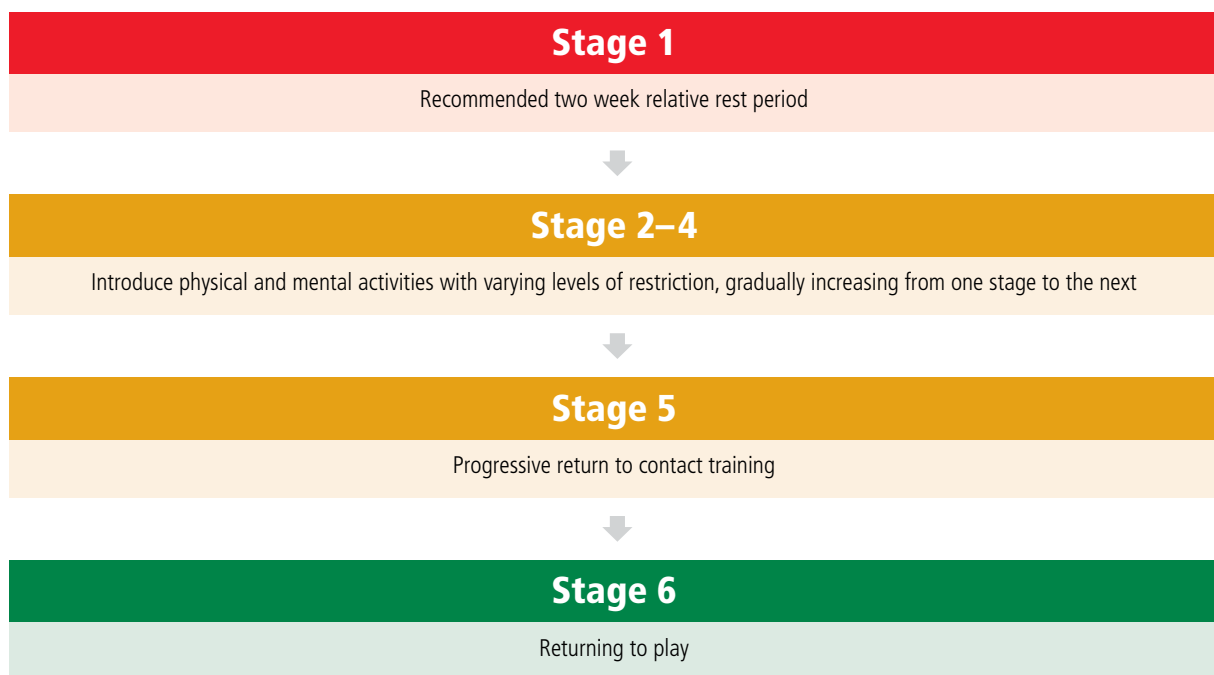 Stage 1
Recommended two week relative rest period
Stage 2–4
Introduce physical and mental activities with varying levels of restriction, gradually increasing from one stage to the next
Stage 5
Progressive return to contact training
Stage 6
Returning to play